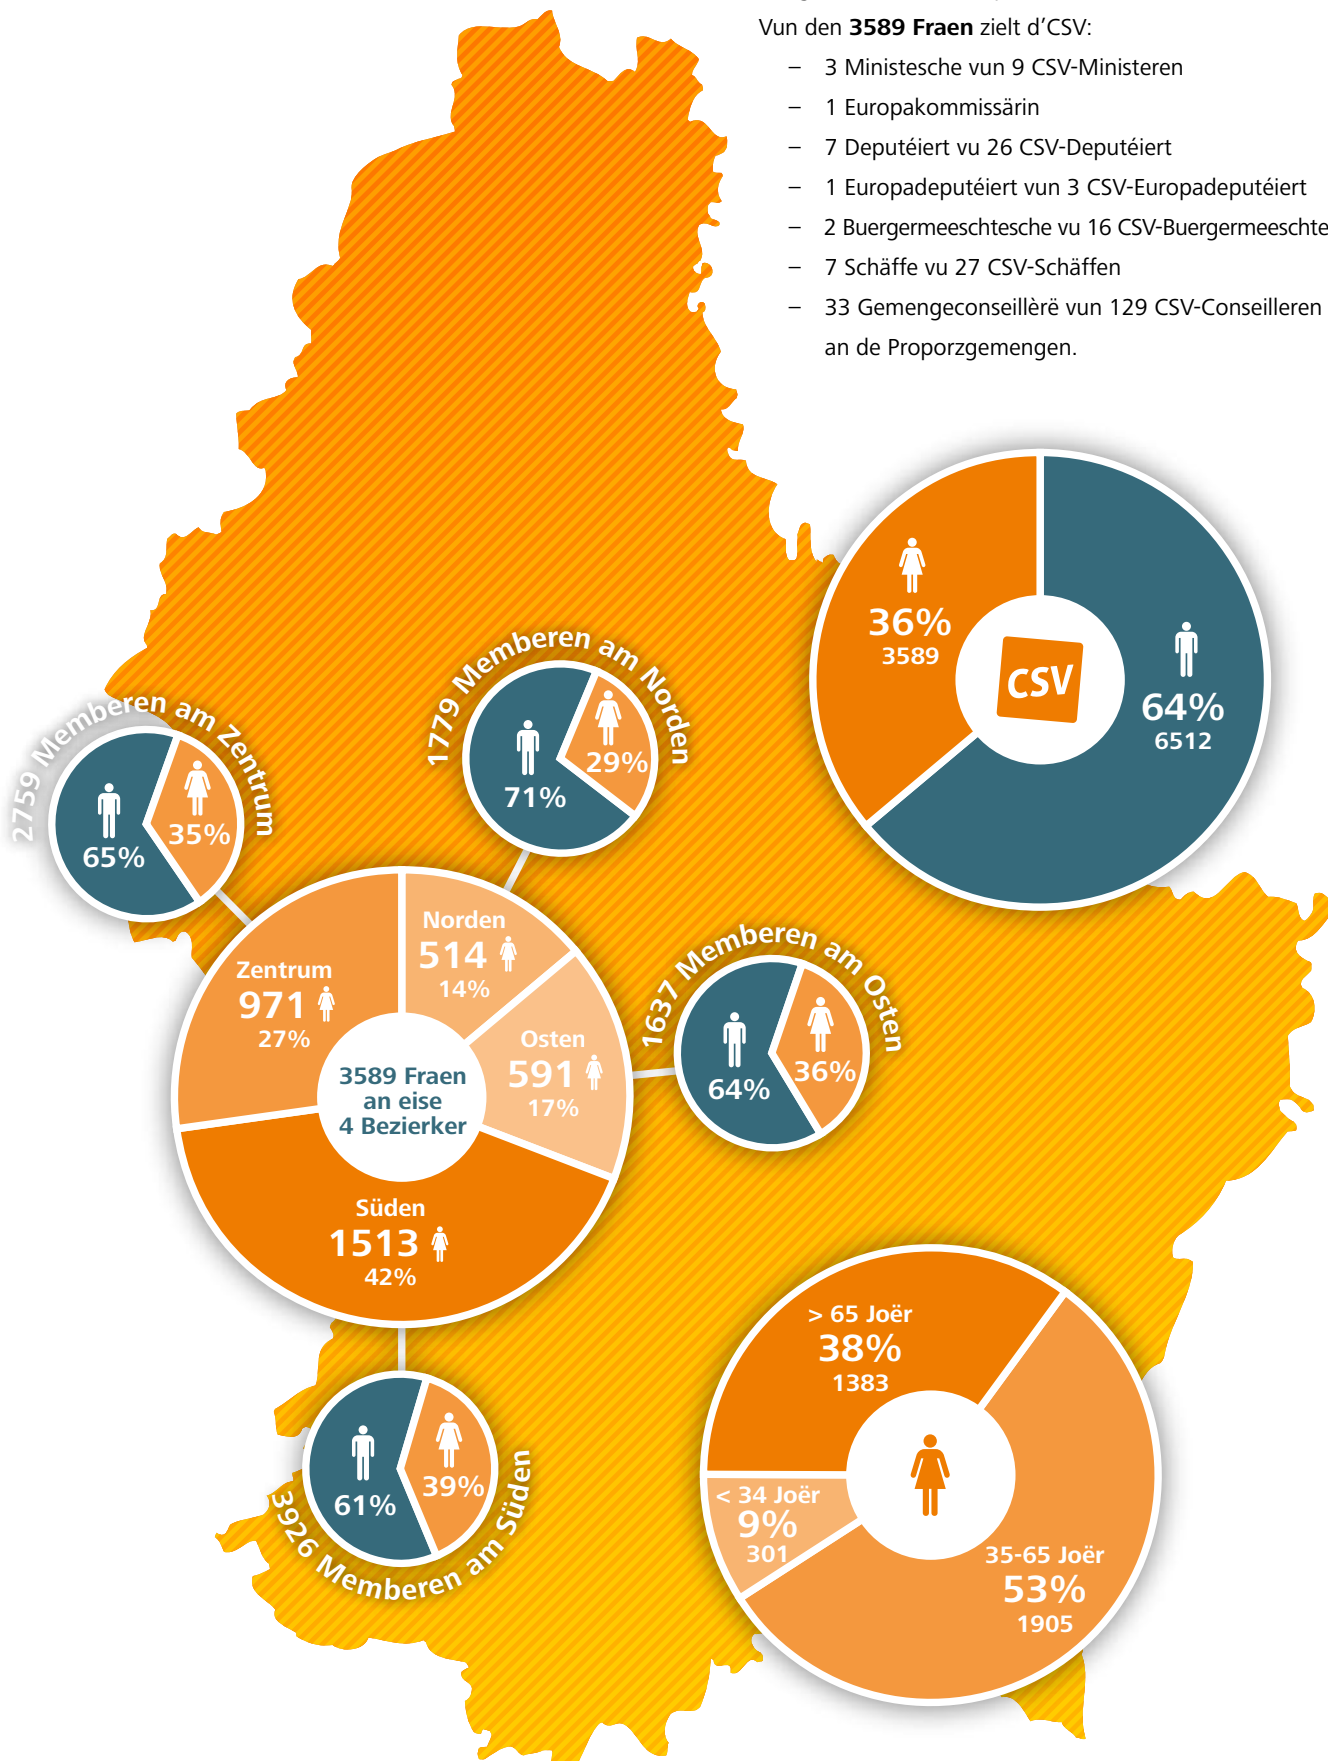 Vun den 3589 Fraen zielt d’CSV:
– 3 Ministesche vun 9 CSV-Ministeren
– 1 Europakommissärin
– 7 Deputéiert vu 26 CSV-Deputéiert
– 1 Europadeputéiert vun 3 CSV-Europadeputéiert
– 2 Buergermeeschtesche vu 16 CSV-Buergermeeschte
– 7 Schäffe vu 27 CSV-Schäffen
– 33 Gemengeconseillèrë vun 129 CSV-Conseilleren
an de Proporzgemengen.
36%
3589
CSV
64%
6512
1779 Memberen am Norden
71%
29%
2759 Memberen am Zentrum
65%
35%
Norden
514
14%
Zentrum
971
27%
Osten
591
17%
3589 Fraen
an eise
4 Bezierker
Süden
1513
42%
1637 Memberen am Osten
64%
36%
3926 Memberen am Süden
61%
39%
> 65 Joër
38%
1383
< 34 Joër
9%
301
35-65 Joër
53%
1905